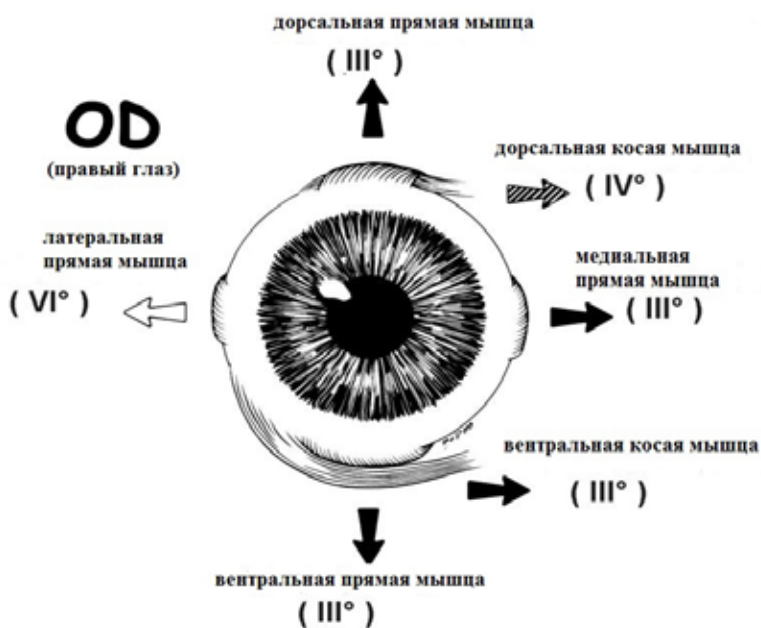 дорсальная прямая мышца
( III° )
OD
(правый глаз)
дорсальная косая мышца
( IV° )
латеральная
прямая мышца
( VI° )
медиальная
прямая мышца
( III° )
вентральная косая мышца
( III° )
вентральная прямая мышца
( III° )